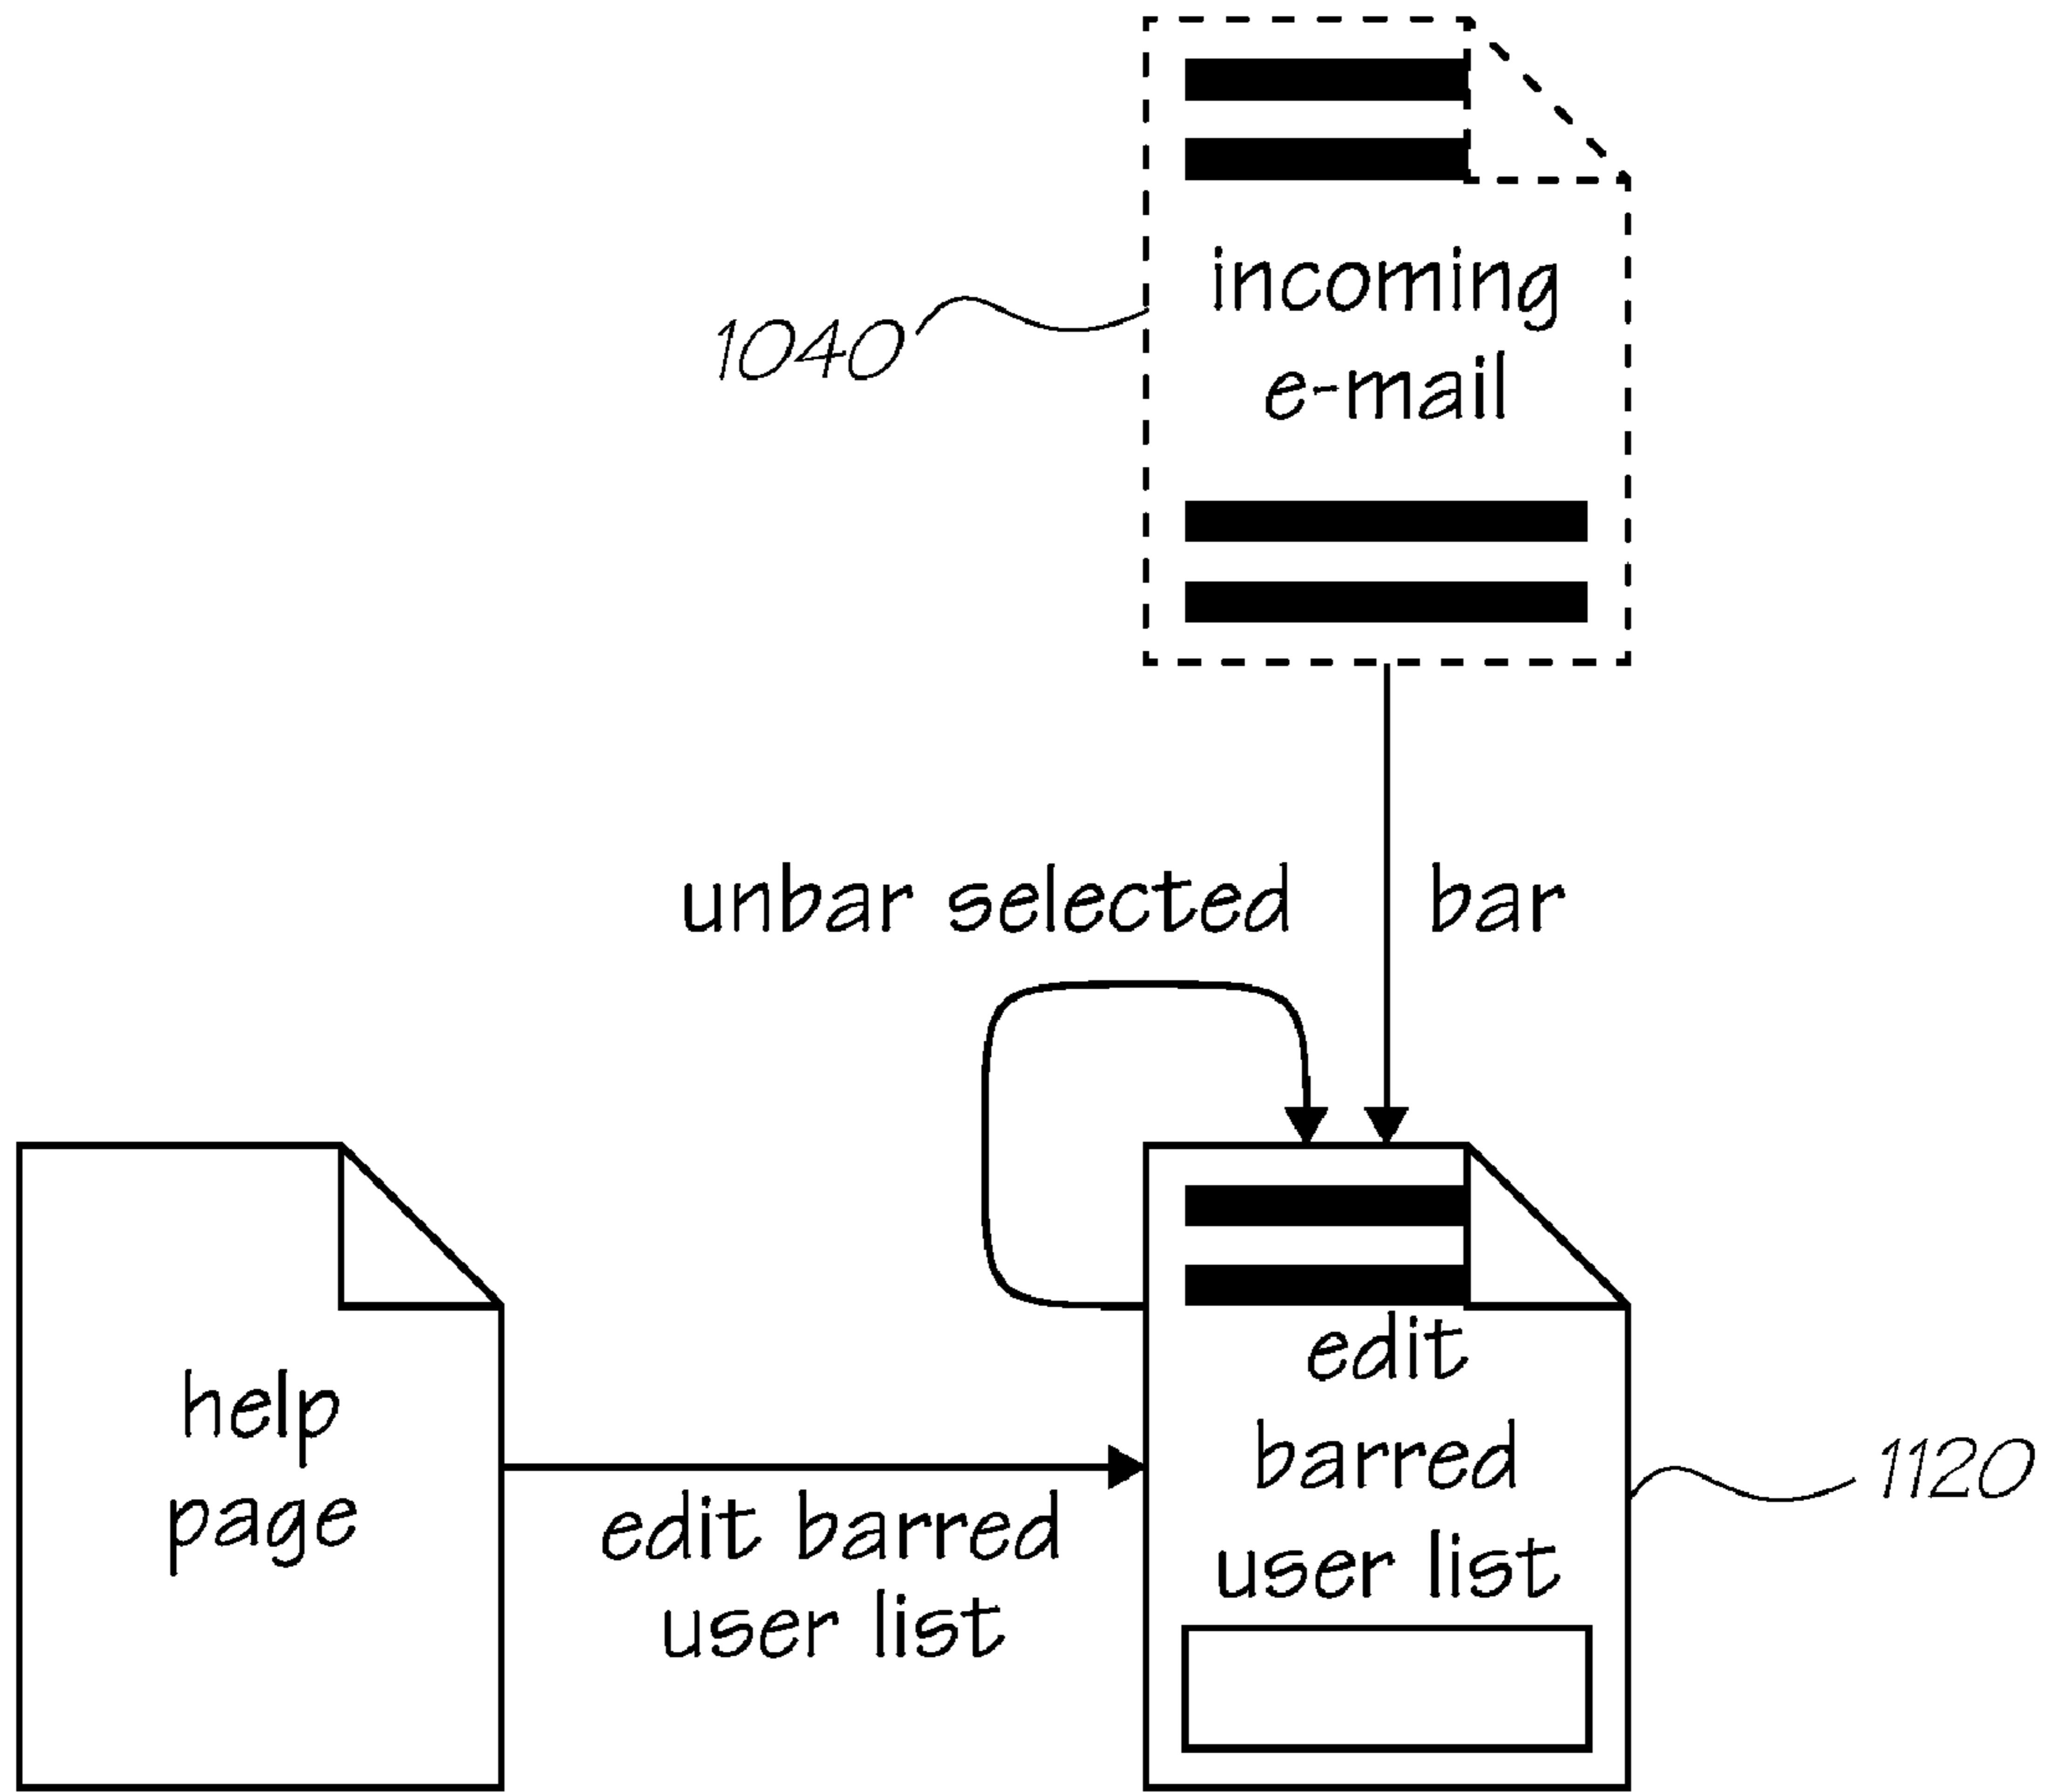 incoming
e-mail
1040
unbar selected
bar
help
page
edit barred
user list
edit
barred
user list
1120